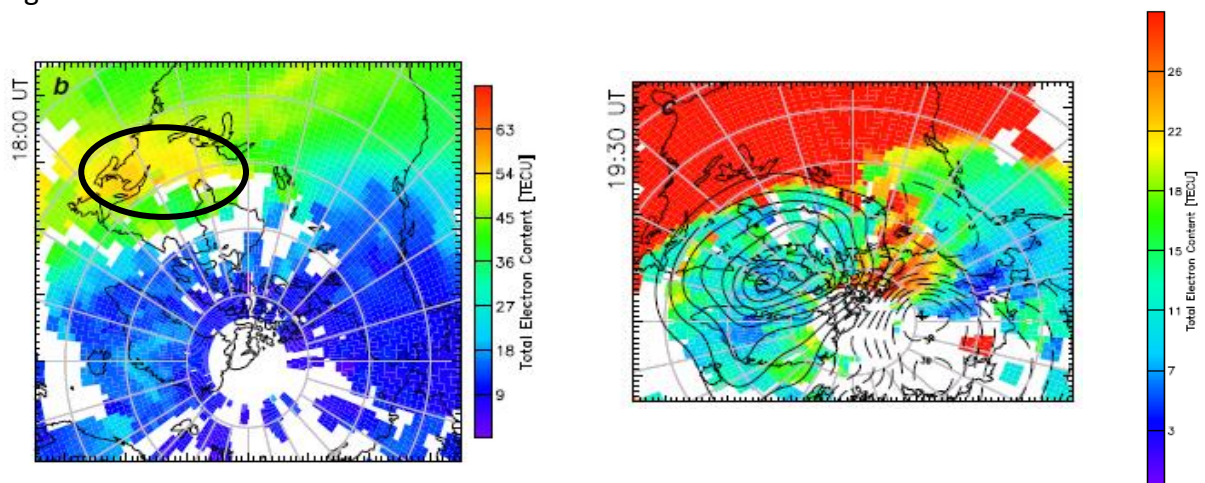 b
18:00 UT
63
54
45
36
27
18
9
Total Electron Content [TECU]
19:30 UT
26
22
18
15
11
7
3
Total Electron Content [TECU]